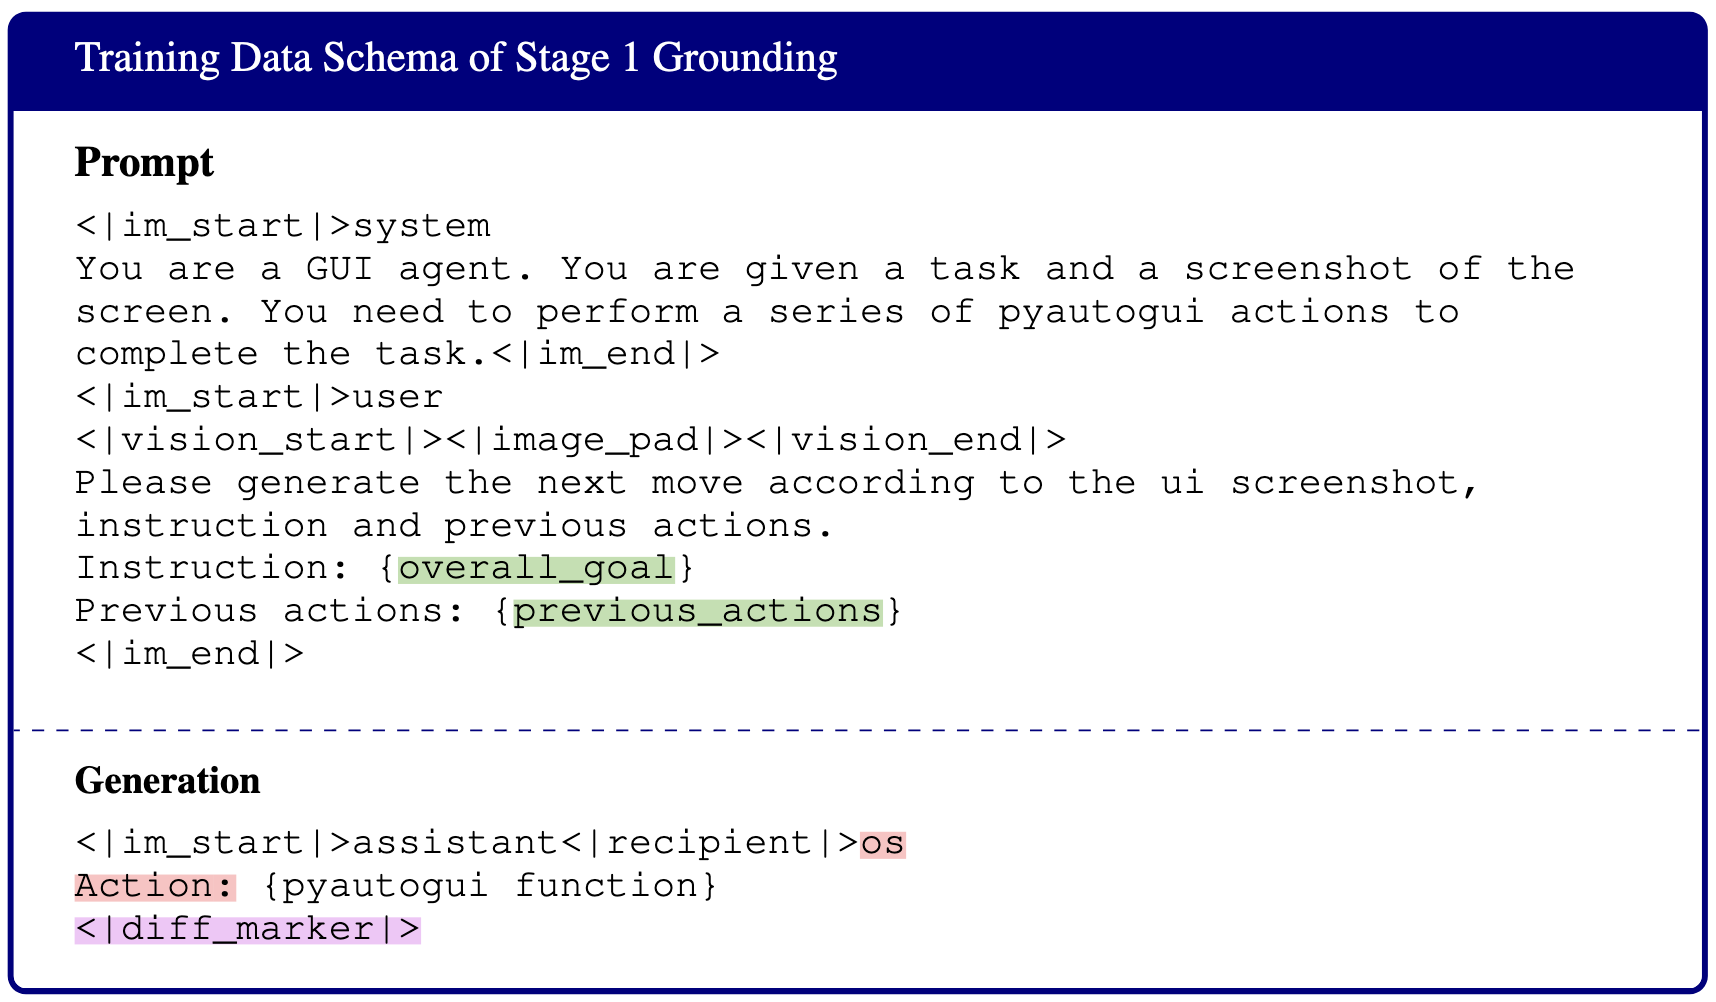 Training Data Schema of Stage 1 Grounding
Prompt
<|im_start|>system
You are a GUI agent. You are given a task and a screenshot of the
screen. You need to perform a series of pyautogui actions to
complete the task.<|im_end|>
<|im_start|>user
<|vision_start|><|image_pad|><|vision_end|>
Please generate the next move according to the ui screenshot,
instruction and previous actions.
Instruction: {overall_goal}
Previous actions: {previous_actions}
<|im_end|>
Generation
<|im_start|>assistant<|recipient|>os
Action: {pyautogui function}
<|diff_marker|>